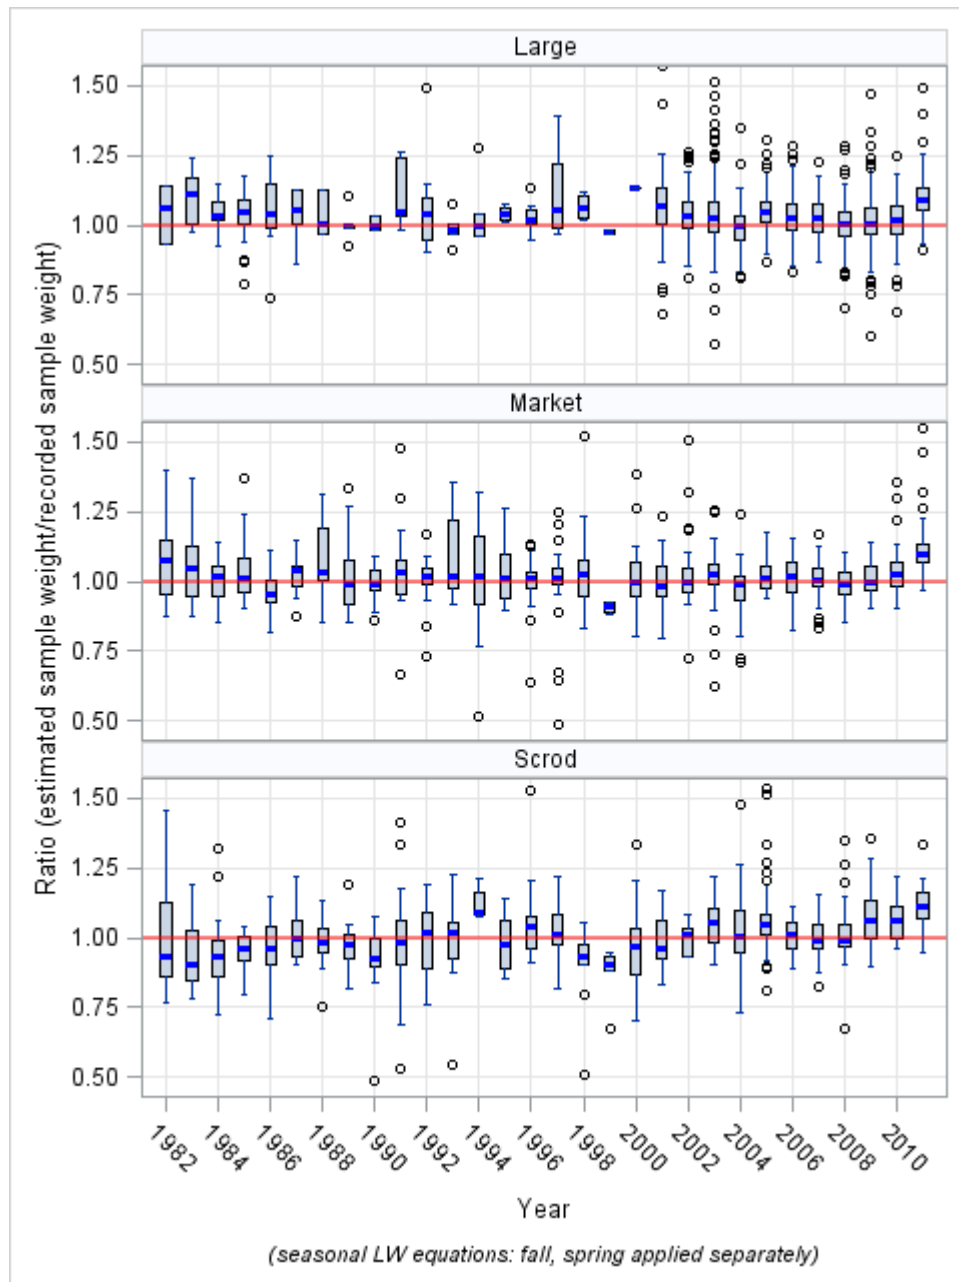 Large
1.50
1.25
1.00
0.75
0.50
Market
1.50
1.25
1.00
0.75
0.50
Scrod
1.50
1.25
1.00
0.75
0.50
Ratio (estimated sample weight/recorded sample weight)
1982 1984 1986 1988 1990 1992 1994 1996 1998 2000 2002 2004 2006 2008 2010
Year
(seasonal LW equations: fall, spring applied separately)